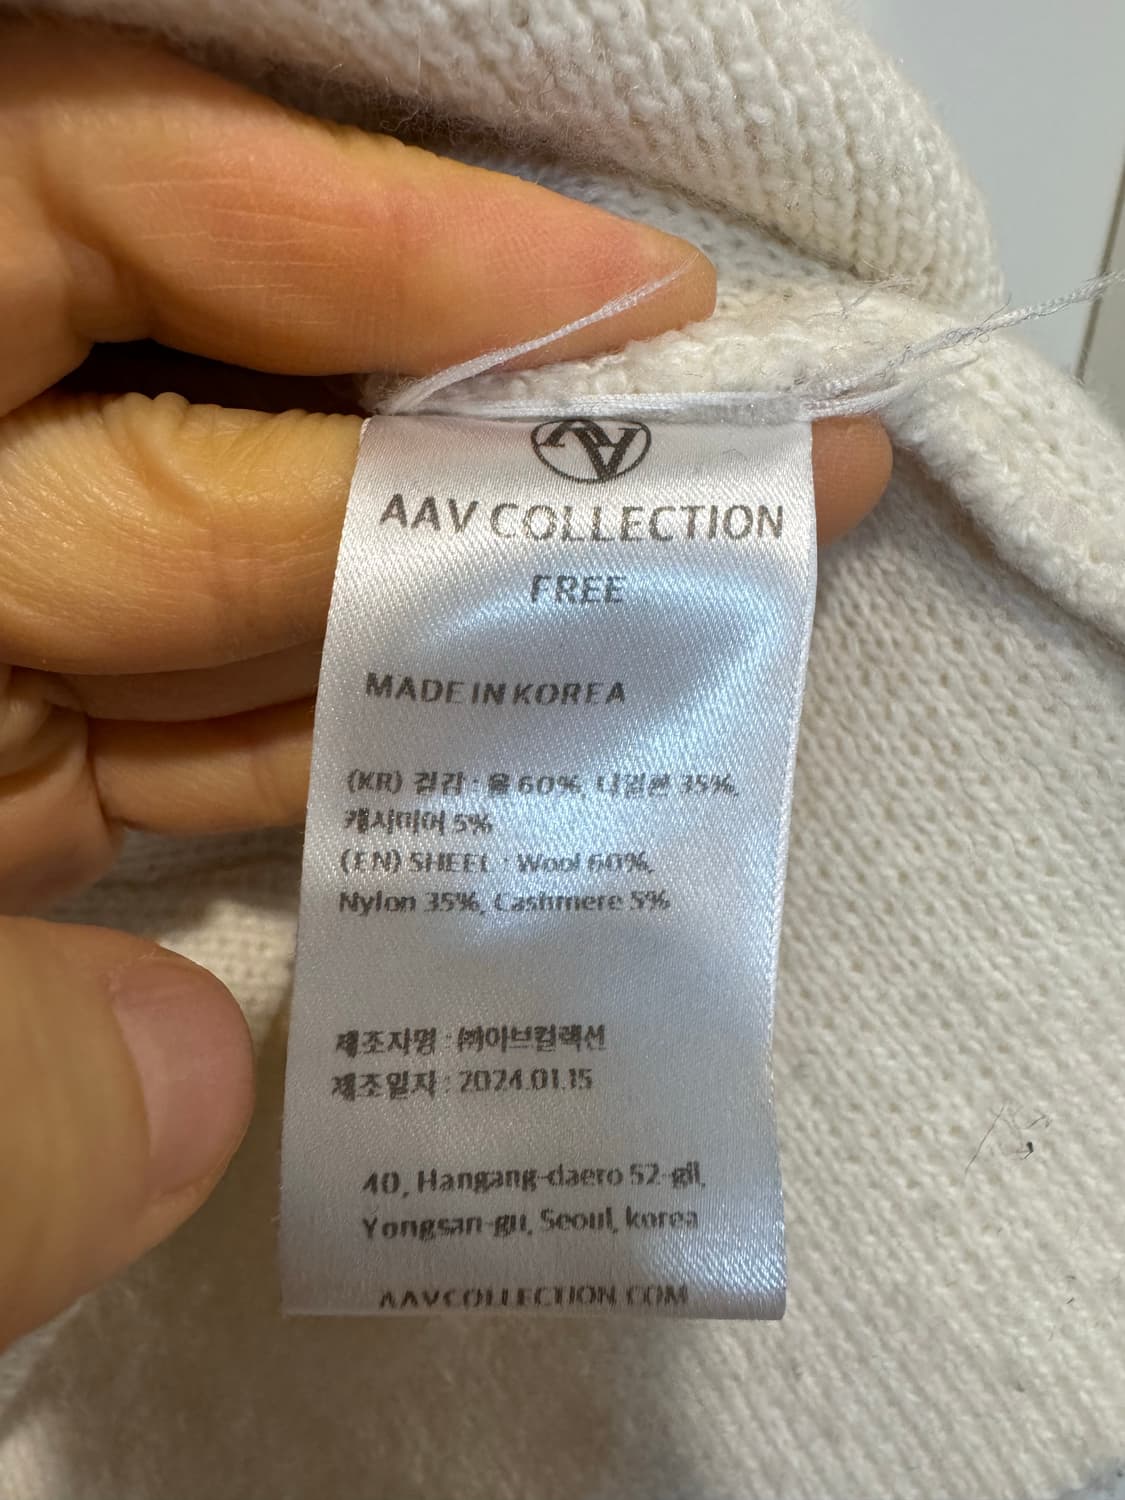 AAV COLLECTION
FREE
MADE IN KOREA
(KR) 겉감 : 울 60%, 나일론 35%,
캐시미어 5%
(EN) SHEEL : Wool 60%,
Nylon 35%, Cashmere 5%
제조자명 : ㈜아브컬렉션
제조일자 : 2024.01.15
40, Hangang-daero 52-gil,
Yongsan-gu, Seoul, korea
AAVCOLLECTION.COM